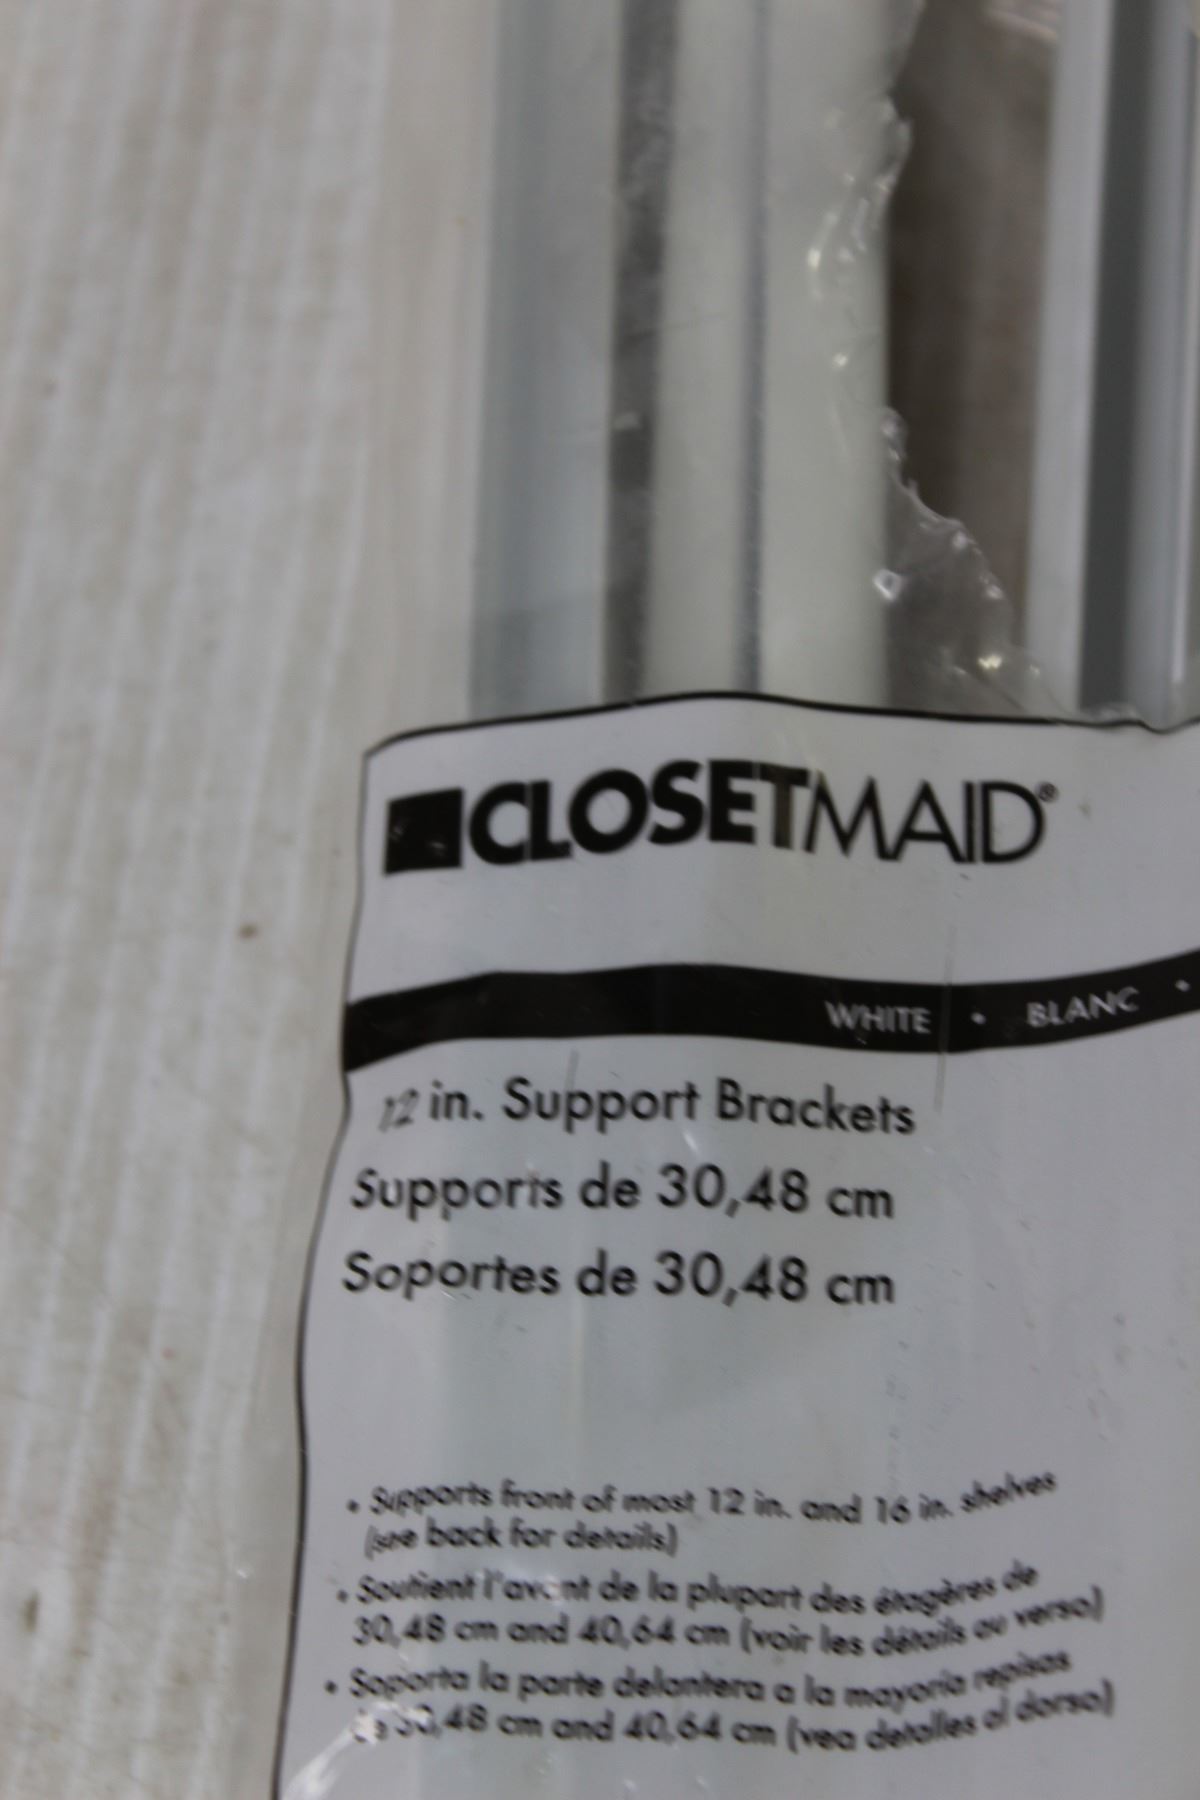 CLOSETMAID®
WHITE • BLANC •
12 in. Support Brackets
Supports de 30,48 cm
Soportes de 30,48 cm
• Supports front of most 12 in. and 16 in. shelves
(see back for details)
• Soutient l'avant de la plupart des étagères de
30,48 cm and 40,64 cm (voir les détails au verso)
• Soporta la parte delantera a la mayoria repisas
de 30,48 cm and 40,64 cm (vea detalles al dorso)